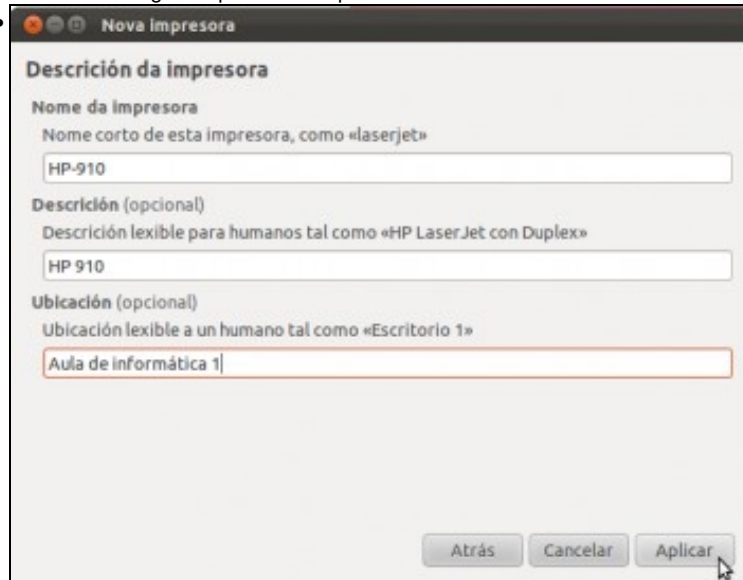 Nova impresora
Descrición da impresora
Nome da impresora
Nome corto de esta impresora, como «laserjet»
HP-910
Descrición (opcional)
Descrición lexible para humanos tal como «HP LaserJet con Duplex»
HP 910
Ubicación (opcional)
Ubicación lexible a un humano tal como «Escritorio 1»
Aula de informática 1
Atrás Cancelar Aplicar